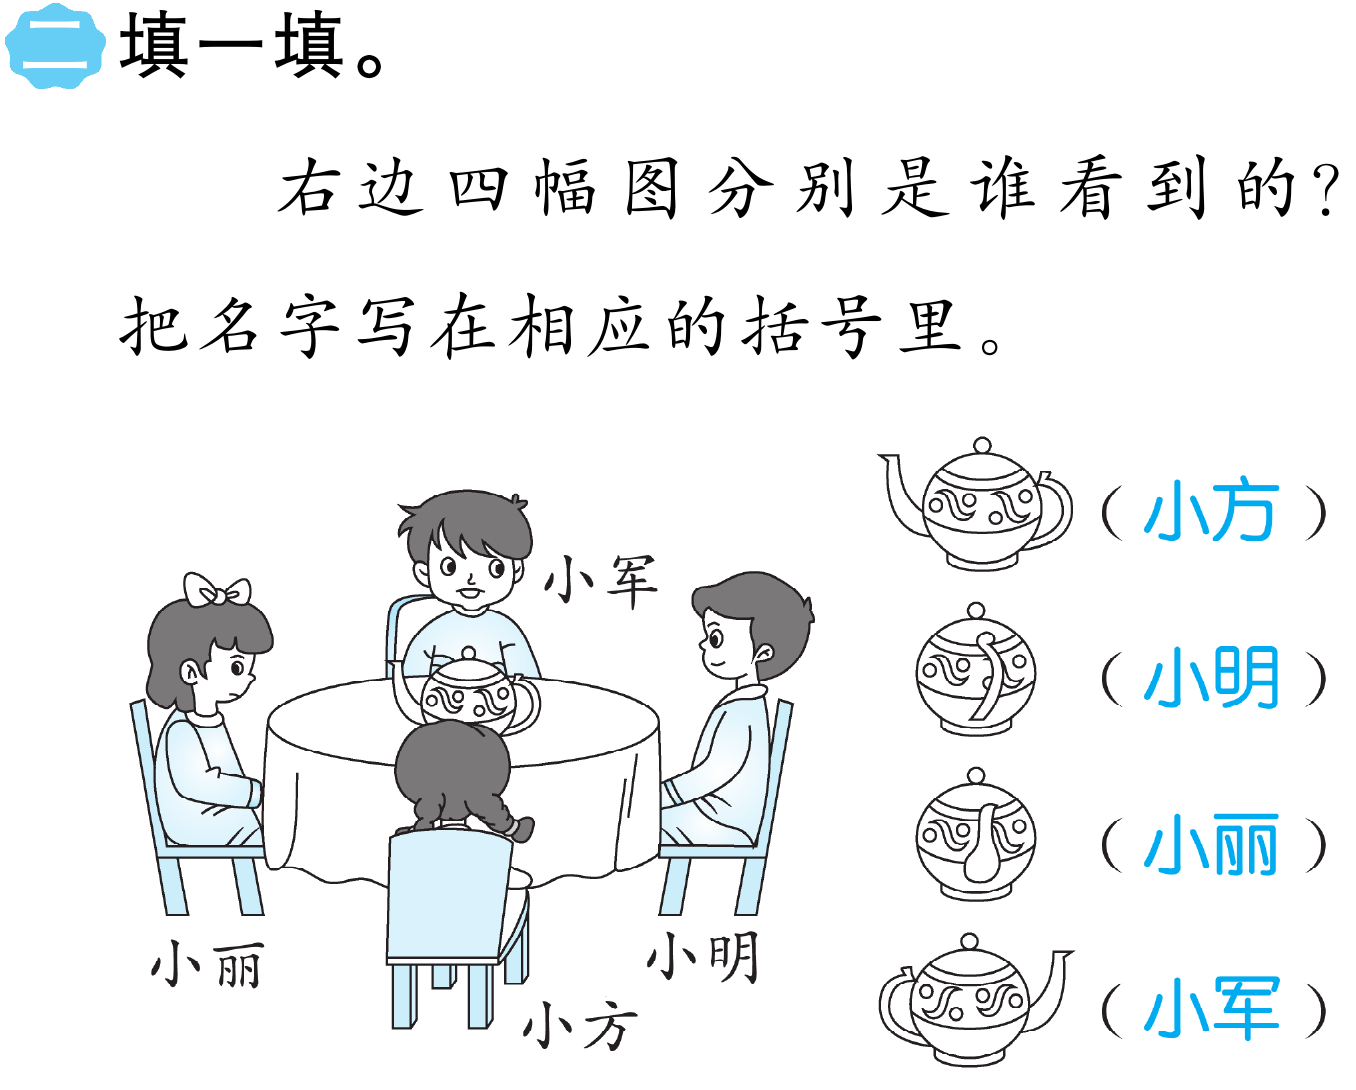 二 填一填。
右边四幅图分别是谁看到的?
把名字写在相应的括号里。
小军
小丽
小明
小方
（小方）
（小明）
（小丽）
（小军）